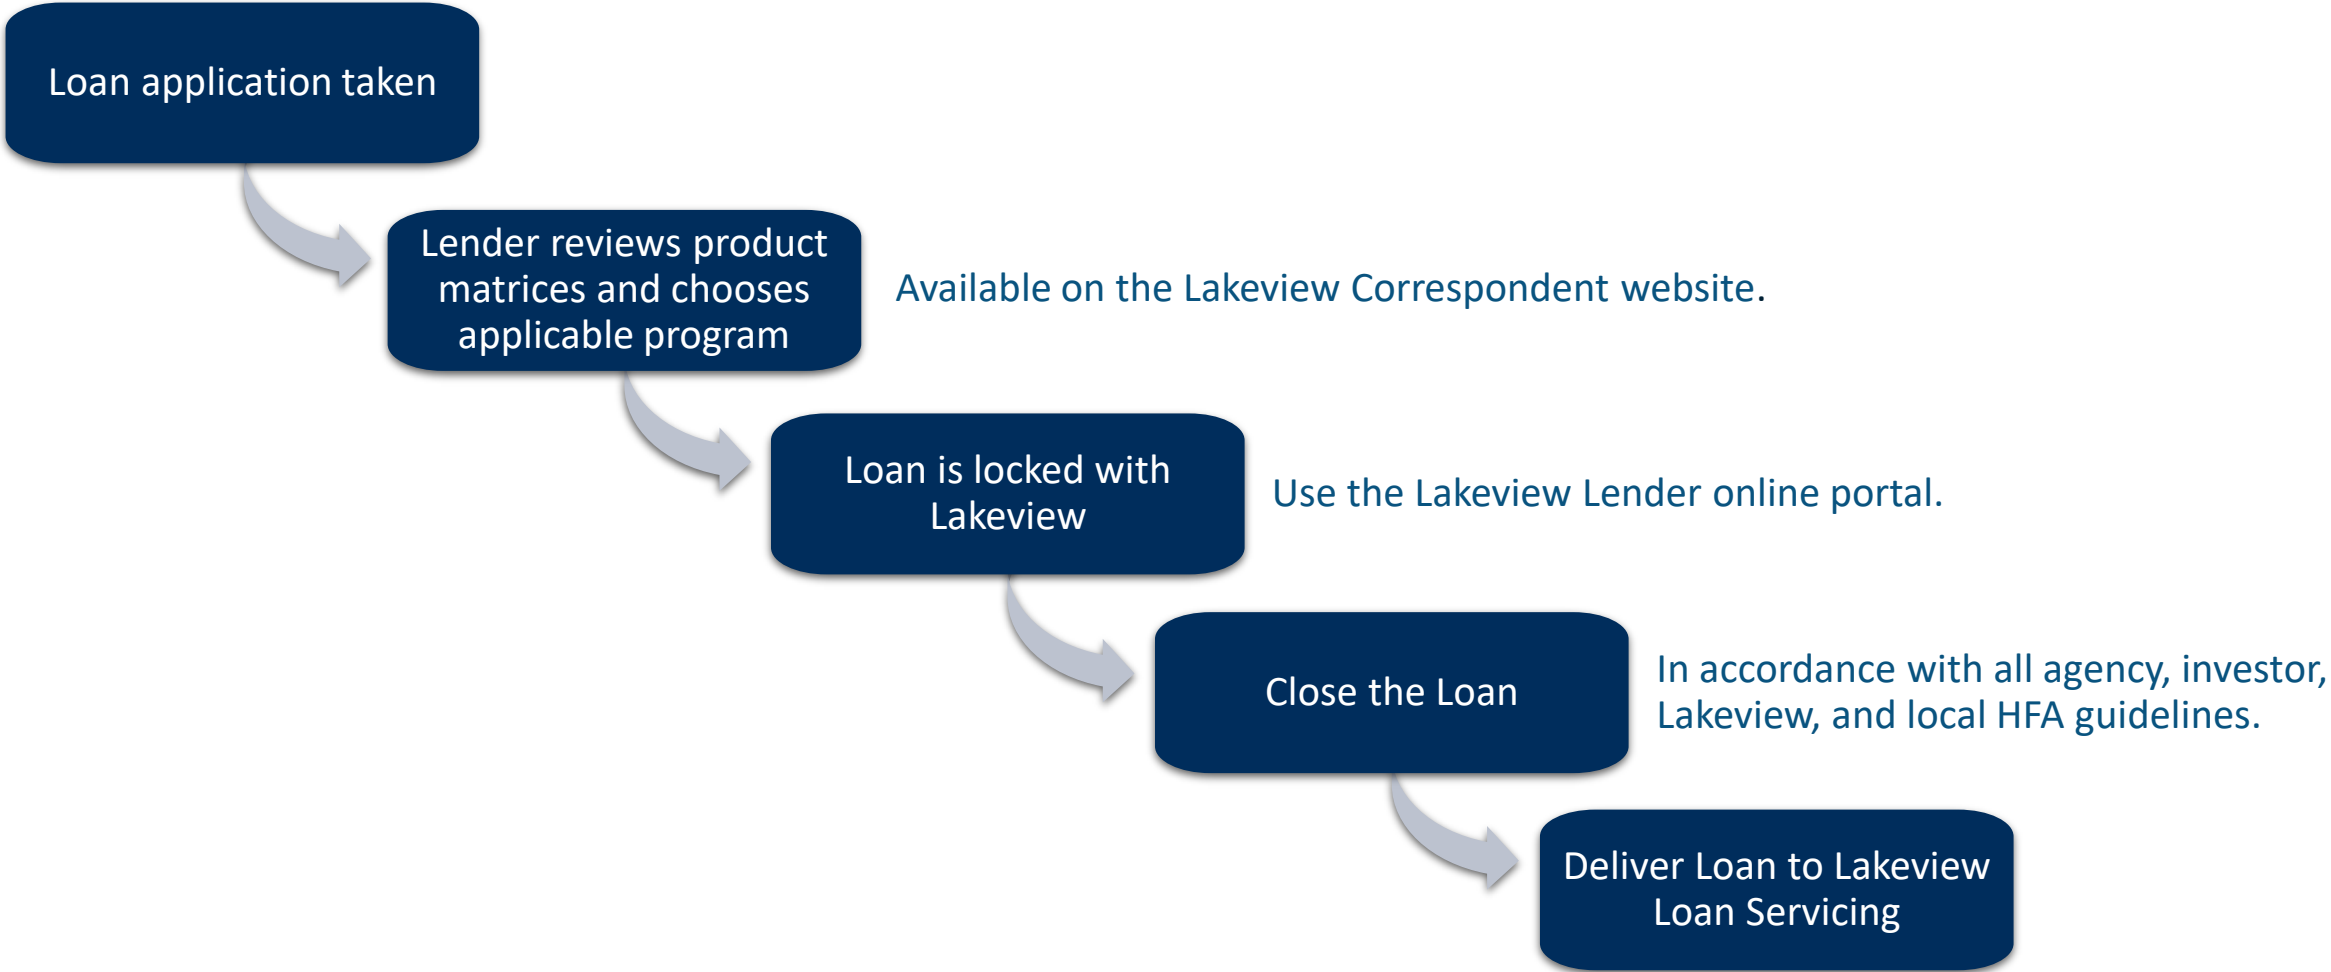 Loan application taken
Lender reviews product
matrices and chooses
applicable program
Available on the Lakeview Correspondent website.
Loan is locked with
Lakeview
Use the Lakeview Lender online portal.
Close the Loan
In accordance with all agency, investor,
Lakeview, and local HFA guidelines.
Deliver Loan to Lakeview
Loan Servicing